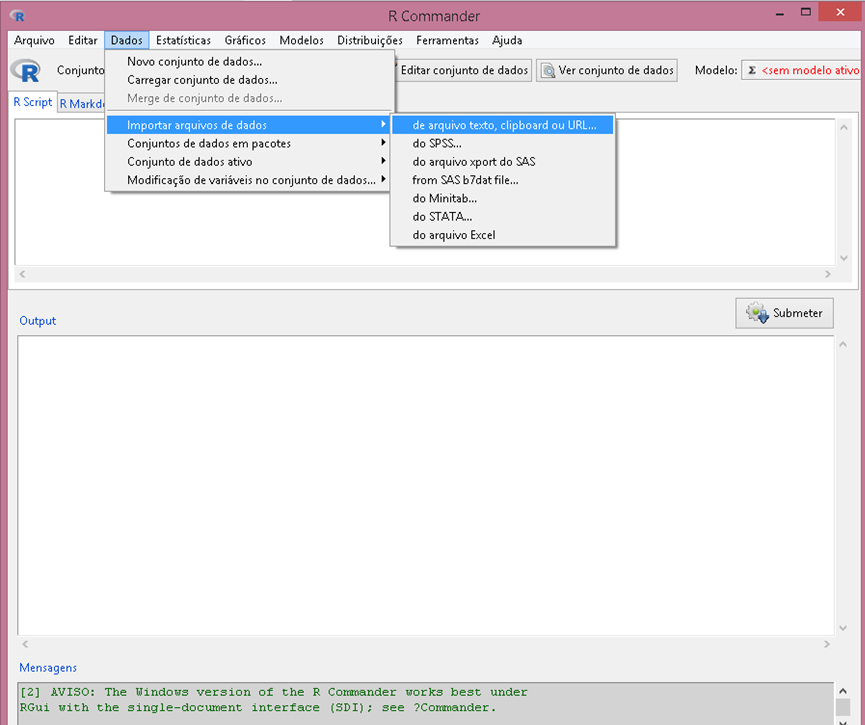 R Commander
Arquivo Editar Dados Estatísticas Gráficos Modelos Distribuições Ferramentas Ajuda
Conjunto Editar conjunto de dados Ver conjunto de dados Modelo: Σ <sem modelo ativo
R Script R Markd
Novo conjunto de dados...
Carregar conjunto de dados...
Merge de conjunto de dados...
Importar arquivos de dados
Conjuntos de dados em pacotes
Conjunto de dados ativo
Modificação de variáveis no conjunto de dados...
de arquivo texto, clipboard ou URL...
do SPSS...
do arquivo xport do SAS
from SAS b7dat file...
do Minitab...
do STATA...
do arquivo Excel
Submeter
Output
Mensagens
[2] AVISO: The Windows version of the R Commander works best under
RGui with the single-document interface (SDI); see ?Commander.